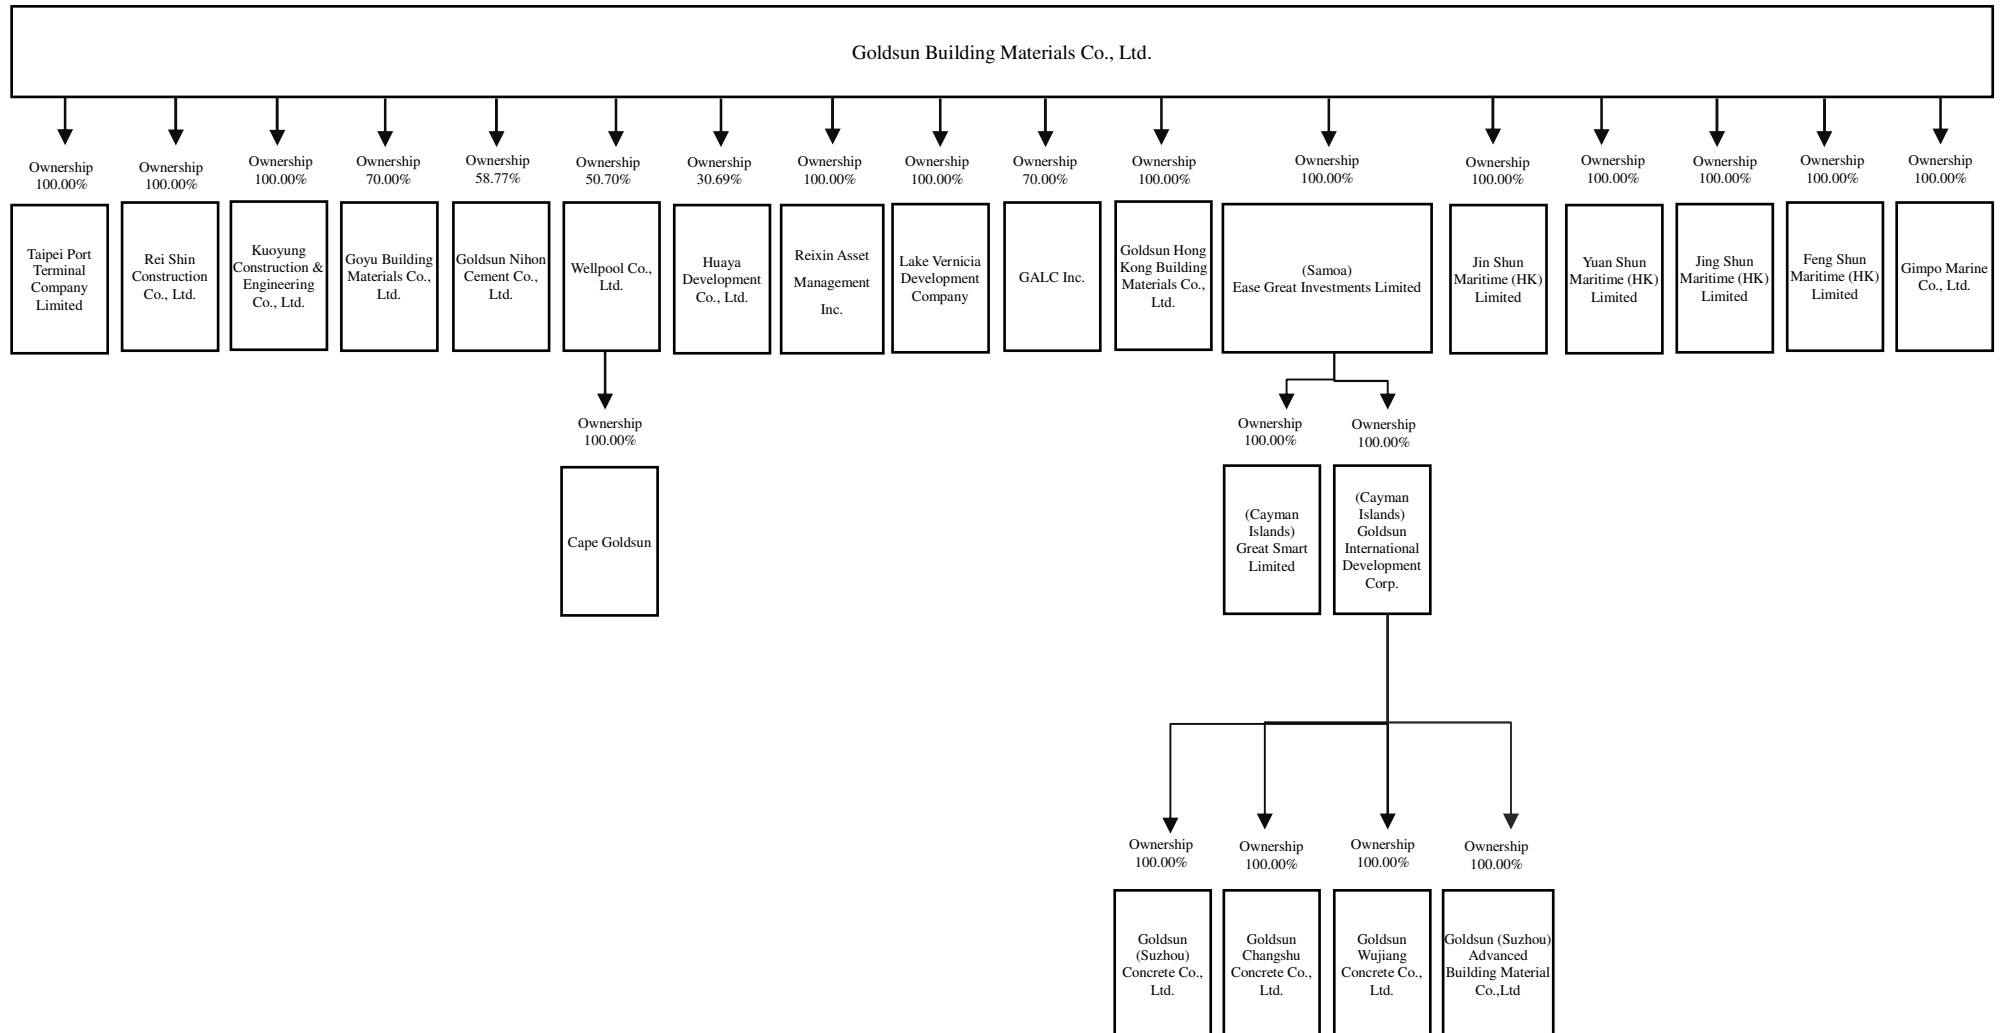 Goldsun Building Materials Co., Ltd.
Ownership
100.00%
Ownership
100.00%
Ownership
100.00%
Ownership
70.00%
Ownership
58.77%
Ownership
50.70%
Ownership
30.69%
Ownership
100.00%
Ownership
100.00%
Ownership
70.00%
Ownership
100.00%
Ownership
100.00%
Ownership
100.00%
Ownership
100.00%
Ownership
100.00%
Ownership
100.00%
Ownership
100.00%
Taipei Port
Terminal
Company
Limited
Rei Shin
Construction
Co., Ltd.
Kuoyung
Construction &
Engineering
Co., Ltd.
Goyu Building
Materials Co.,
Ltd.
Goldsun Nihon
Cement Co.,
Ltd.
Wellpool Co.,
Ltd.
Huaya
Development
Co., Ltd.
Reixin Asset
Management
Inc.
Lake Vernicia
Development
Company
GALC Inc.
Goldsun Hong
Kong Building
Materials Co.,
Ltd.
(Samoa)
Ease Great Investments Limited
Jin Shun
Maritime (HK)
Limited
Yuan Shun
Maritime (HK)
Limited
Jing Shun
Maritime (HK)
Limited
Feng Shun
Maritime (HK)
Limited
Gimpo Marine
Co., Ltd.
Ownership
100.00%
Ownership
100.00%
Ownership
100.00%
Cape Goldsun
(Cayman
Islands)
Great Smart
Limited
(Cayman
Islands)
Goldsun
International
Development
Corp.
Ownership
100.00%
Ownership
100.00%
Ownership
100.00%
Ownership
100.00%
Goldsun
(Suzhou)
Concrete Co.,
Ltd.
Goldsun
Changshu
Concrete Co.,
Ltd.
Goldsun
Wujiang
Concrete Co.,
Ltd.
Goldsun (Suzhou)
Advanced
Building Material
Co.,Ltd